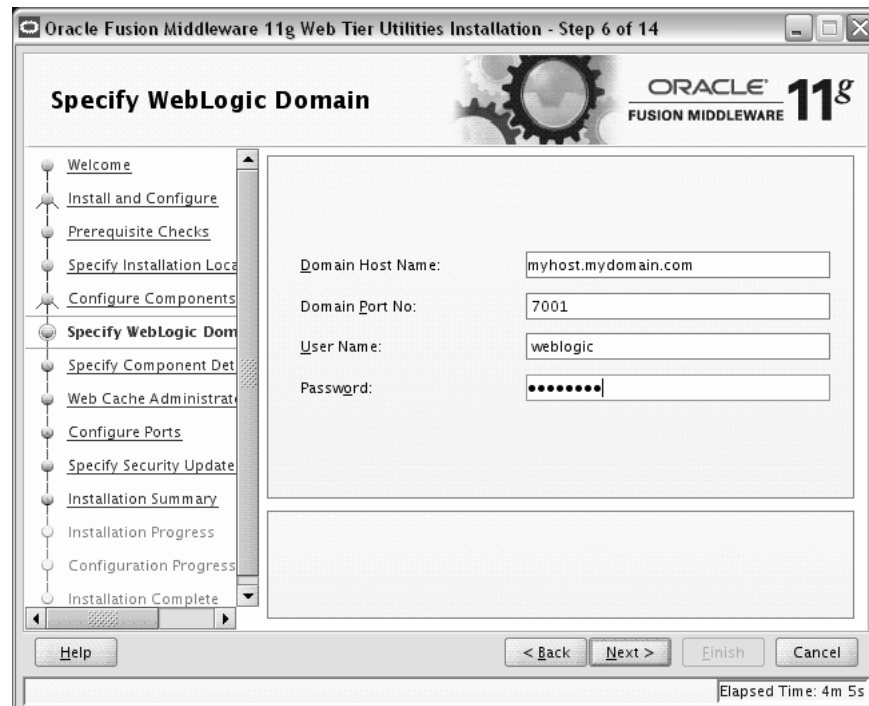 Oracle Fusion Middleware 11g Web Tier Utilities Installation - Step 6 of 14
Specify WebLogic Domain
ORACLE
FUSION MIDDLEWARE
11g
Welcome
Install and Configure
Prerequisite Checks
Specify Installation Loca
Configure Components
Specify WebLogic Dom
Specify Component Det
Web Cache Administrat
Configure Ports
Specify Security Update
Installation Summary
Installation Progress
Configuration Progress
Installation Complete
Domain Host Name: myhost.mydomain.com
Domain Port No: 7001
User Name: weblogic
Password: ●●●●●●●●
Help
< Back
Next >
Finish
Cancel
Elapsed Time: 4m 5s